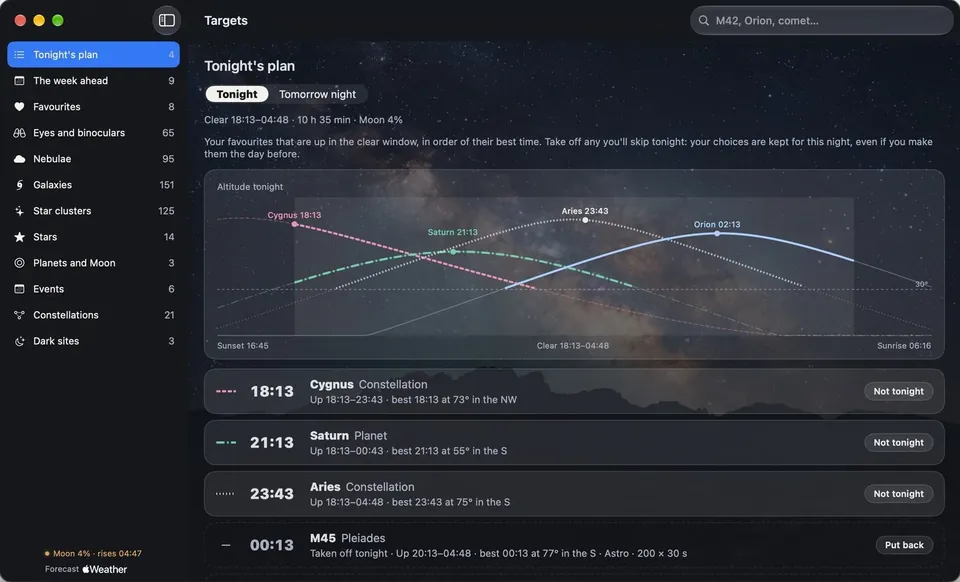 Targets
M42, Orion, comet...
Tonight's plan 4
The week ahead 9
Favourites 8
Eyes and binoculars 65
Nebulae 95
Galaxies 151
Star clusters 125
Stars 14
Planets and Moon 3
Events 6
Constellations 21
Dark sites 3
Moon 4% · rises 04:47
Forecast Weather
Tonight's plan
Tonight Tomorrow night
Clear 18:13–04:48 · 10 h 35 min · Moon 4%
Your favourites that are up in the clear window, in order of their best time. Take off any you'll skip tonight: your choices are kept for this night, even if you make
them the day before.
Altitude tonight
Cygnus 18:13
Saturn 21:13
Aries 23:43
Orion 02:13
30°
Sunset 16:45 Clear 18:13–04:48 Sunrise 06:16
18:13 Cygnus Constellation
Up 18:13–23:43 · best 18:13 at 73° in the NW
Not tonight
21:13 Saturn Planet
Up 18:13–00:43 · best 21:13 at 55° in the S
Not tonight
23:43 Aries Constellation
Up 18:13–04:48 · best 23:43 at 75° in the S
Not tonight
00:13 M45 Pleiades
Taken off tonight · Up 20:13–04:48 · best 00:13 at 77° in the S · Astro · 200 × 30 s
Put back